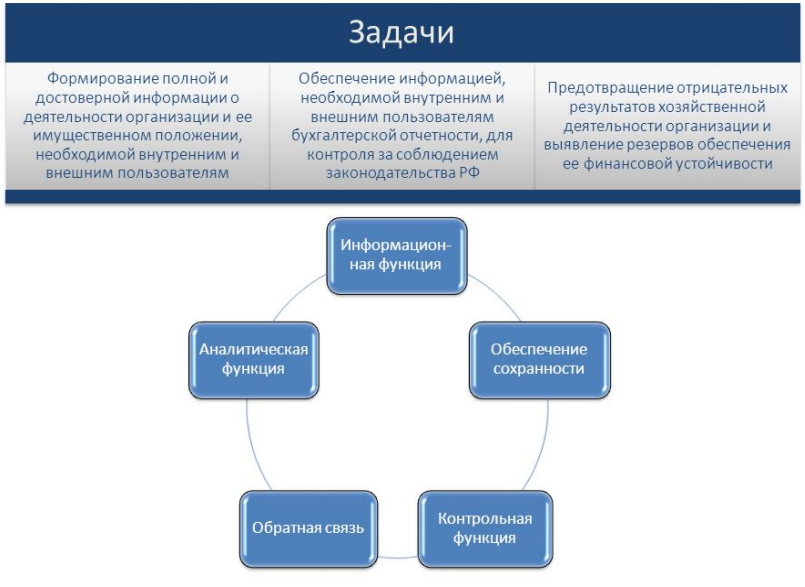 Задачи
Формирование полной и
достоверной информации о
деятельности организации и ее
имущественном положении,
необходимой внутренним и
внешним пользователям
Обеспечение информацией,
необходимой внутренним и
внешним пользователям
бухгалтерской отчетности, для
контроля за соблюдением
законодательства РФ
Предотвращение отрицательных
результатов хозяйственной
деятельности организации и
выявление резервов обеспечения
ее финансовой устойчивости
Информацион-
ная функция
Аналитическая
функция
Обеспечение
сохранности
Обратная связь
Контрольная
функция